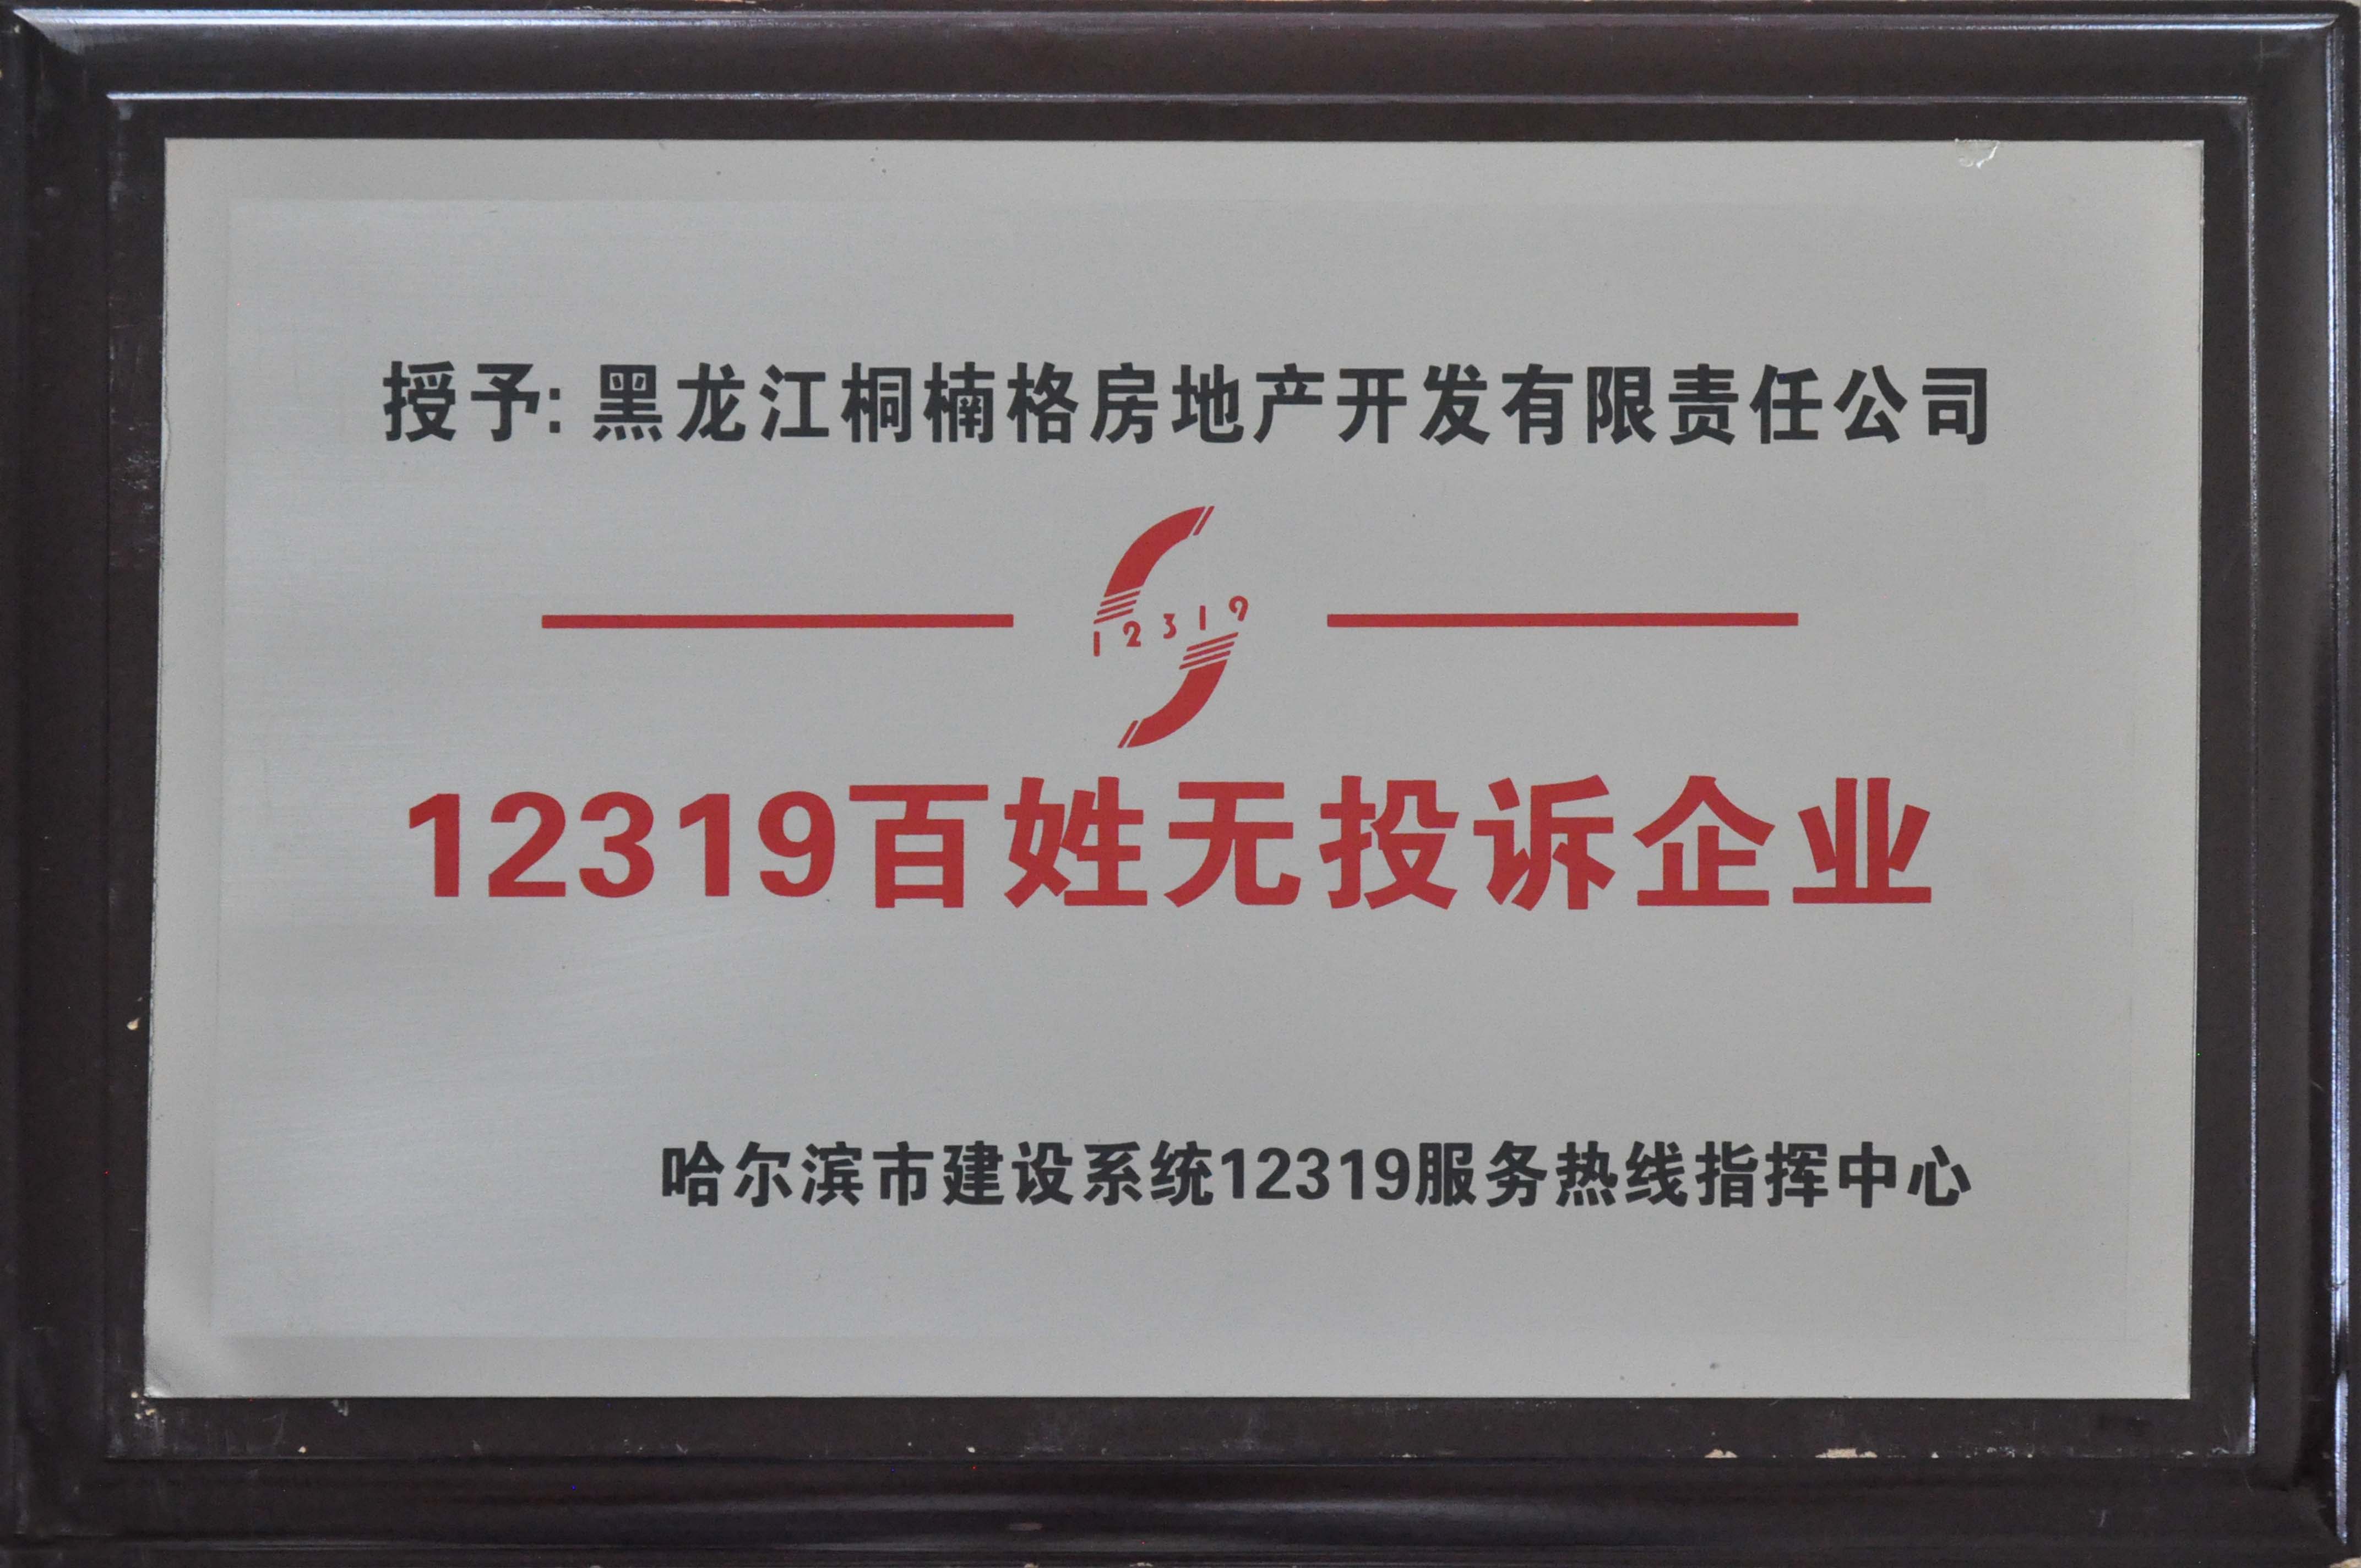 授予: 黑龙江桐楠格房地产开发有限责任公司
12319
12319百姓无投诉企业
哈尔滨市建设系统12319服务热线指挥中心